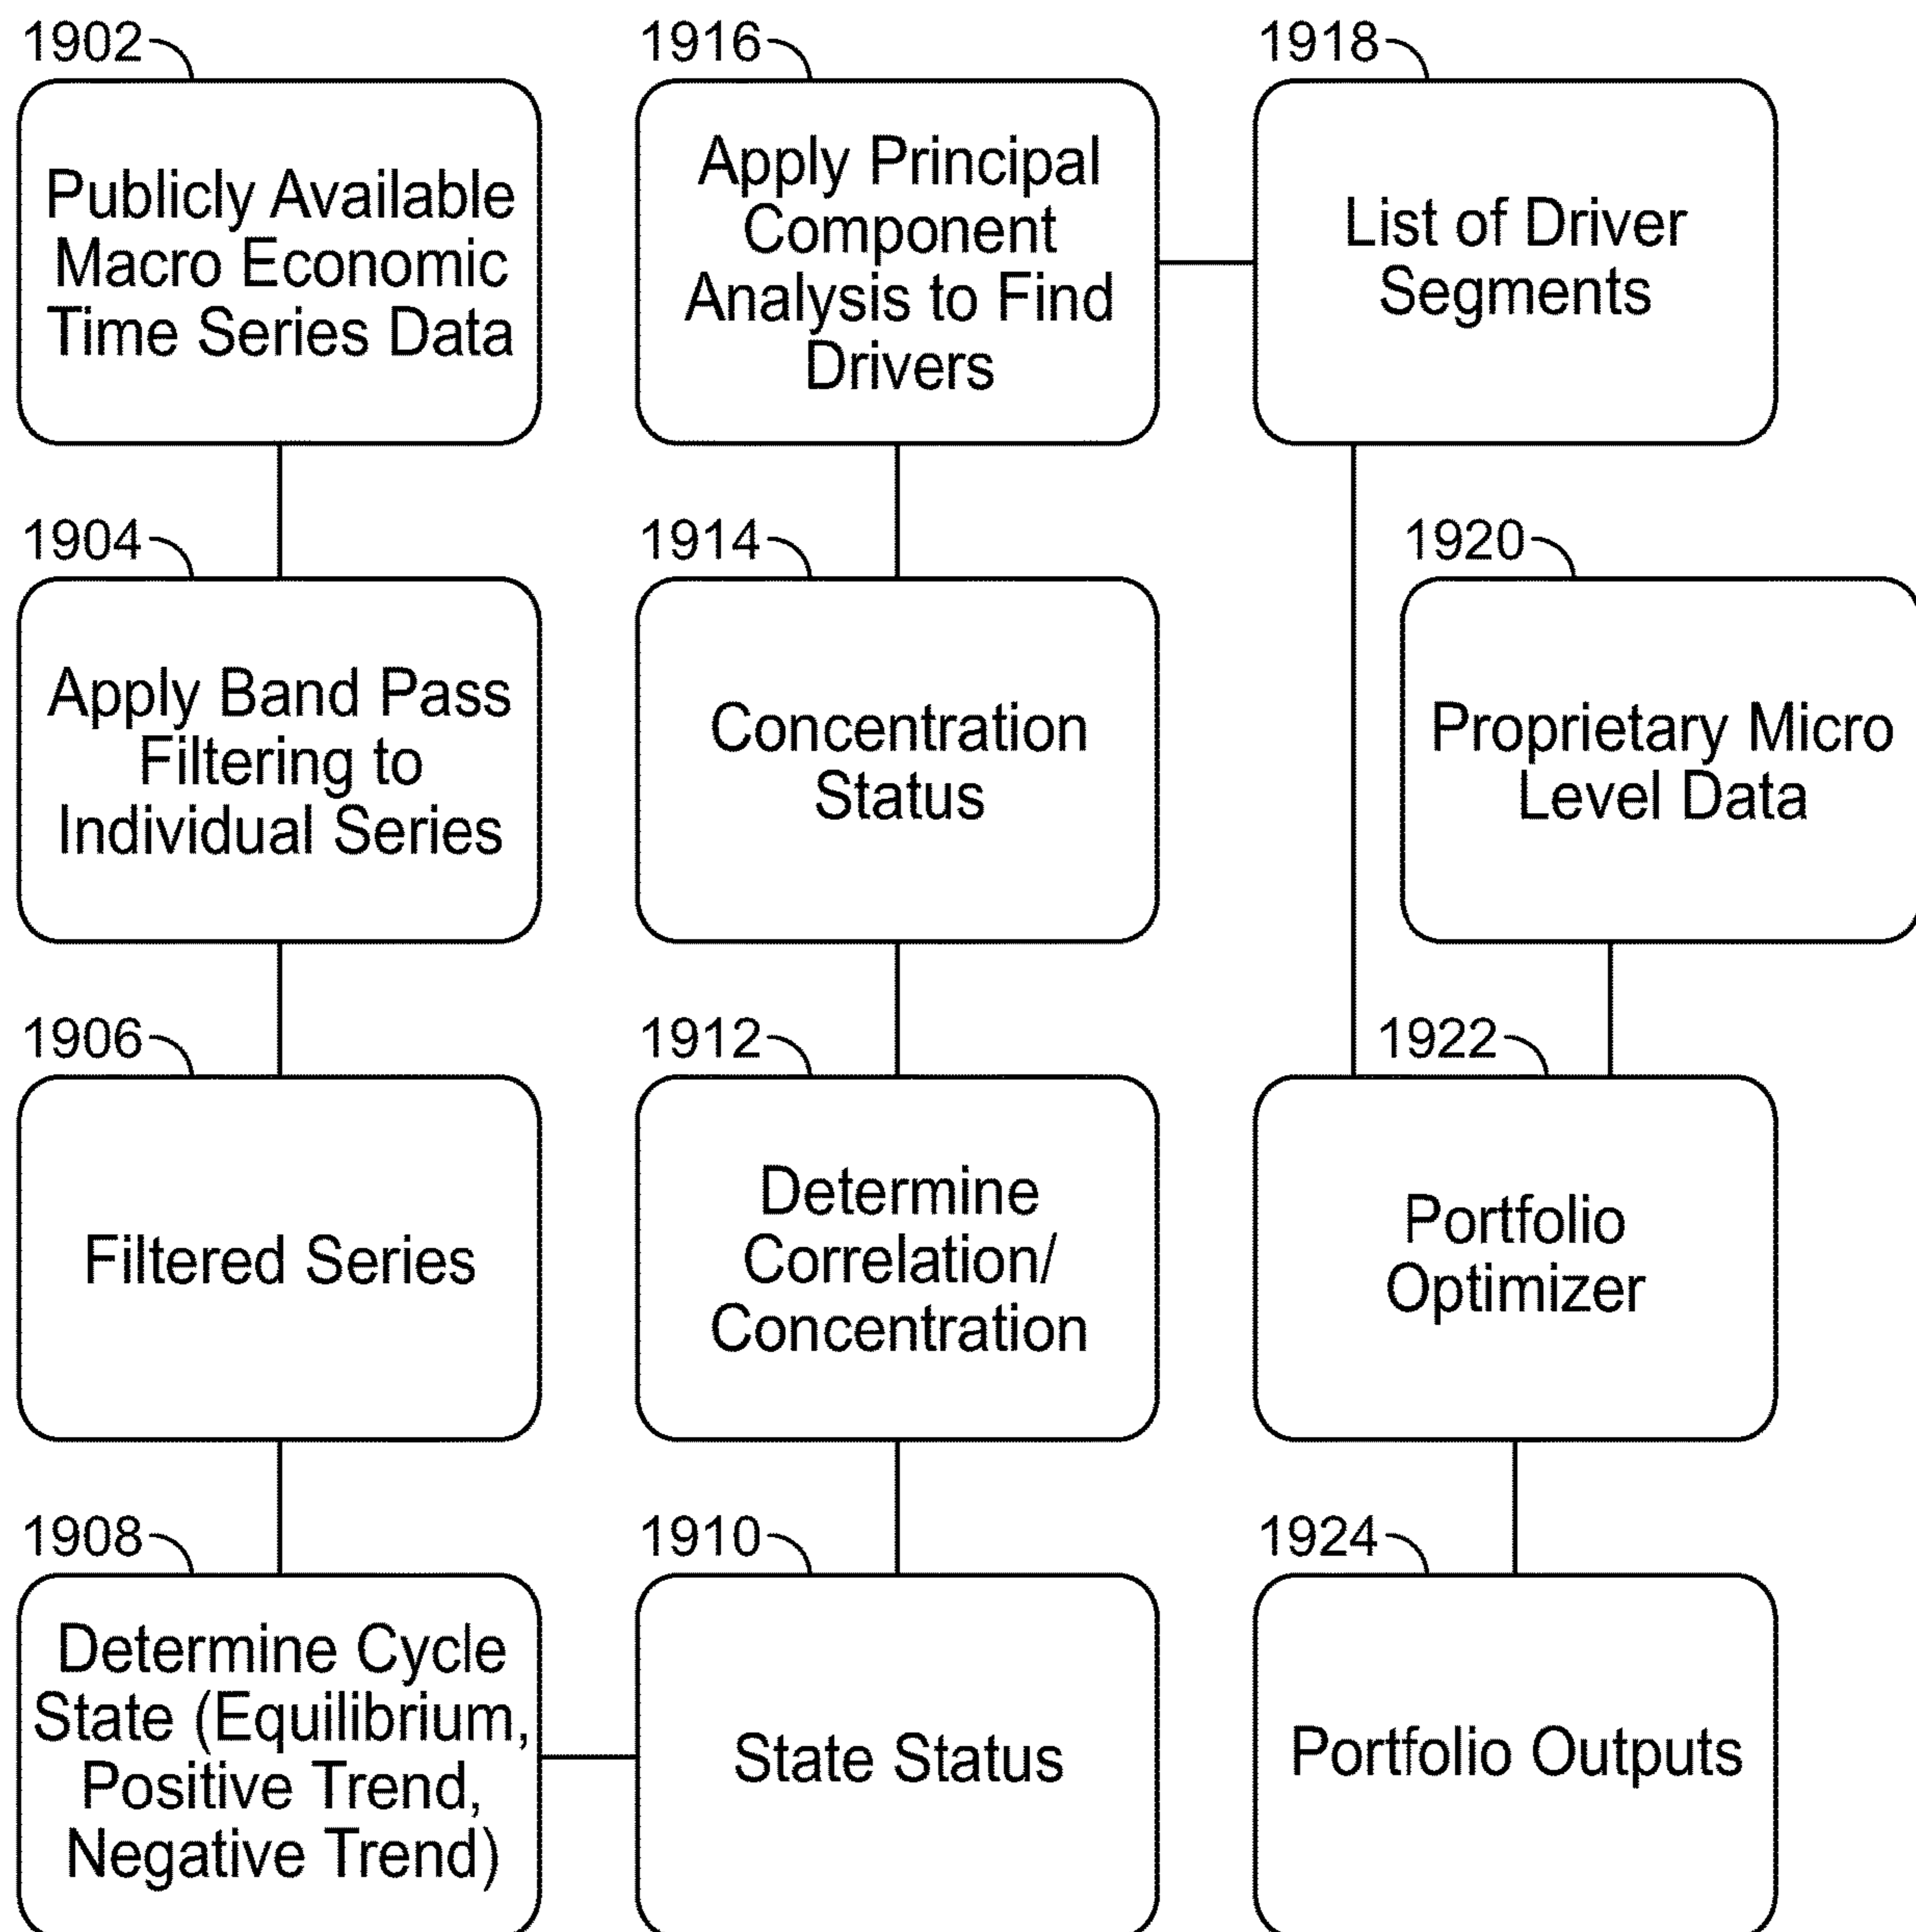 1902
Publicly Available
Macro Economic
Time Series Data
1904
Apply Band Pass
Filtering to
Individual Series
1906
Filtered Series
1908
Determine Cycle
State (Equilibrium,
Positive Trend,
Negative Trend)
1910
State Status
1912
Determine
Correlation/
Concentration
1914
Concentration
Status
1916
Apply Principal
Component
Analysis to Find
Drivers
1918
List of Driver
Segments
1920
Proprietary Micro
Level Data
1922
Portfolio
Optimizer
1924
Portfolio Outputs